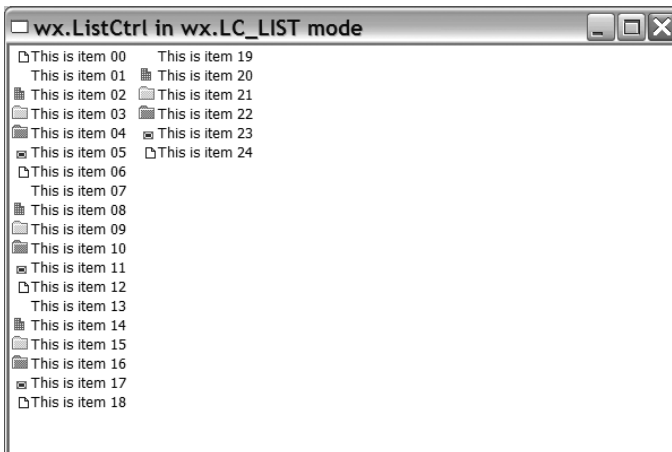 wx.ListCtrl in wx.LC_LIST mode
This is item 00
This is item 01
This is item 02
This is item 03
This is item 04
This is item 05
This is item 06
This is item 07
This is item 08
This is item 09
This is item 10
This is item 11
This is item 12
This is item 13
This is item 14
This is item 15
This is item 16
This is item 17
This is item 18
This is item 19
This is item 20
This is item 21
This is item 22
This is item 23
This is item 24